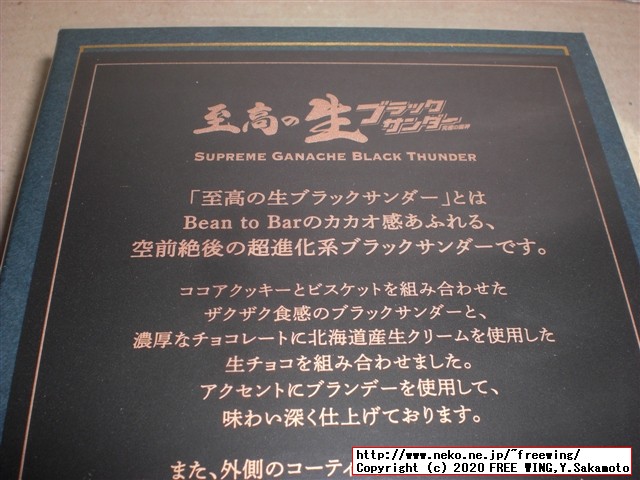 至高の生ブラックサンダー
SUPREME GANACHE BLACK THUNDER
「至高の生ブラックサンダー」とは
Bean to Barのカカオ感あふれる、
空前絶後の超進化系ブラックサンダーです。
ココアクッキーとビスケットを組み合わせた
ザクザク食感のブラックサンダーと、
濃厚なチョコレートに北海道産生クリームを使用した
生チョコを組み合わせました。
アクセントにブランデーを使用して、
味わい深く仕上げております。
また、外側のコーティ
http://www.neko.ne.jp/~freewing/
Copyright (c) 2020 FREE WING,Y.Sakamoto